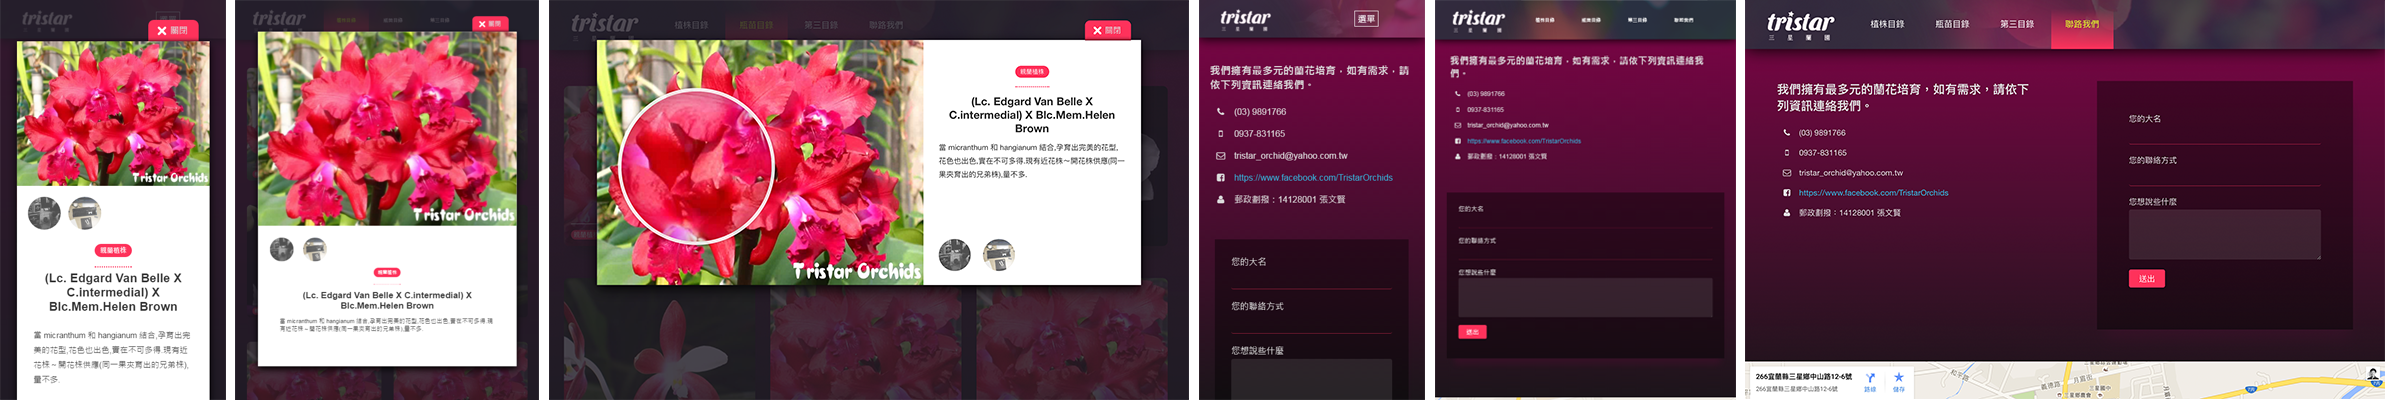 tristar
關閉
Tristar Orchids
蝴蘭植株
(Lc. Edgard Van Belle X
C.intermedial) X
Blc.Mem.Helen Brown
當 micranthum 和 hangianum 結合,孕育出完
美的花型,花色也出色,實在不可多得.現有近
花株～開花株供應(同一果夾育出的兄弟株),
量不多.
tristar
關閉
Tristar Orchids
(Lc. Edgard Van Belle X C.intermedial) X
Blc.Mem.Helen Brown
當 micranthum 和 hangianum 結合,孕育出完美的花型,花色也出色,實在不可多得.現
有近花株～開花株供應(同一果夾育出的兄弟株),量不多.
tristar
植株目錄
瓶苗目錄
第三目錄
聯路我們
關閉
Tristar Orchids
(Lc. Edgard Van Belle X
C.intermedial) X Blc.Mem.Helen
Brown
當 micranthum 和 hangianum 結合,孕育出完美的花型,
花色也出色,實在不可多得.現有近花株～開花株供應(同一
果夾育出的兄弟株),量不多.
tristar
三星蘭園
選單
我們擁有最多元的蘭花培育，如有需求，請
依下列資訊連絡我們。
(03) 9891766
0937-831165
tristar_orchid@yahoo.com.tw
https://www.facebook.com/TristarOrchids
郵政劃撥：14128001 張文賢
您的大名
您的聯絡方式
您想說些什麼
tristar
三星蘭園
植株目錄
瓶苗目錄
第三目錄
聯路我們
我們擁有最多元的蘭花培育，如有需求，請依下列資訊連絡我
們。
(03) 9891766
0937-831165
tristar_orchid@yahoo.com.tw
https://www.facebook.com/TristarOrchids
郵政劃撥：14128001 張文賢
您的大名
您的聯絡方式
您想說些什麼
送出
tristar
三星蘭園
植株目錄
瓶苗目錄
第三目錄
聯路我們
我們擁有最多元的蘭花培育，如有需求，請依下
列資訊連絡我們。
(03) 9891766
0937-831165
tristar_orchid@yahoo.com.tw
https://www.facebook.com/TristarOrchids
郵政劃撥：14128001 張文賢
您的大名
您的聯絡方式
您想說些什麼
送出
266宜蘭縣三星鄉中山路12-6號
266宜蘭縣三星鄉中山路12-6號
路線
儲存
三星國中